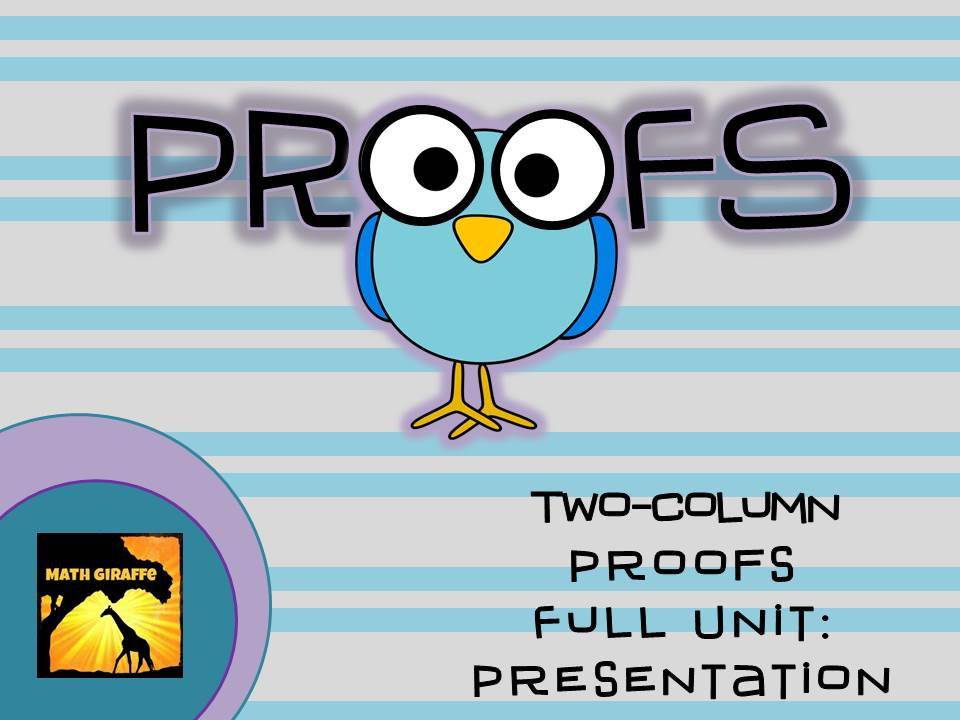 PROOFS
MATH GIRAFFE
TWO-COLUMN
PROOFS
FULL UNIT:
PRESENTATION